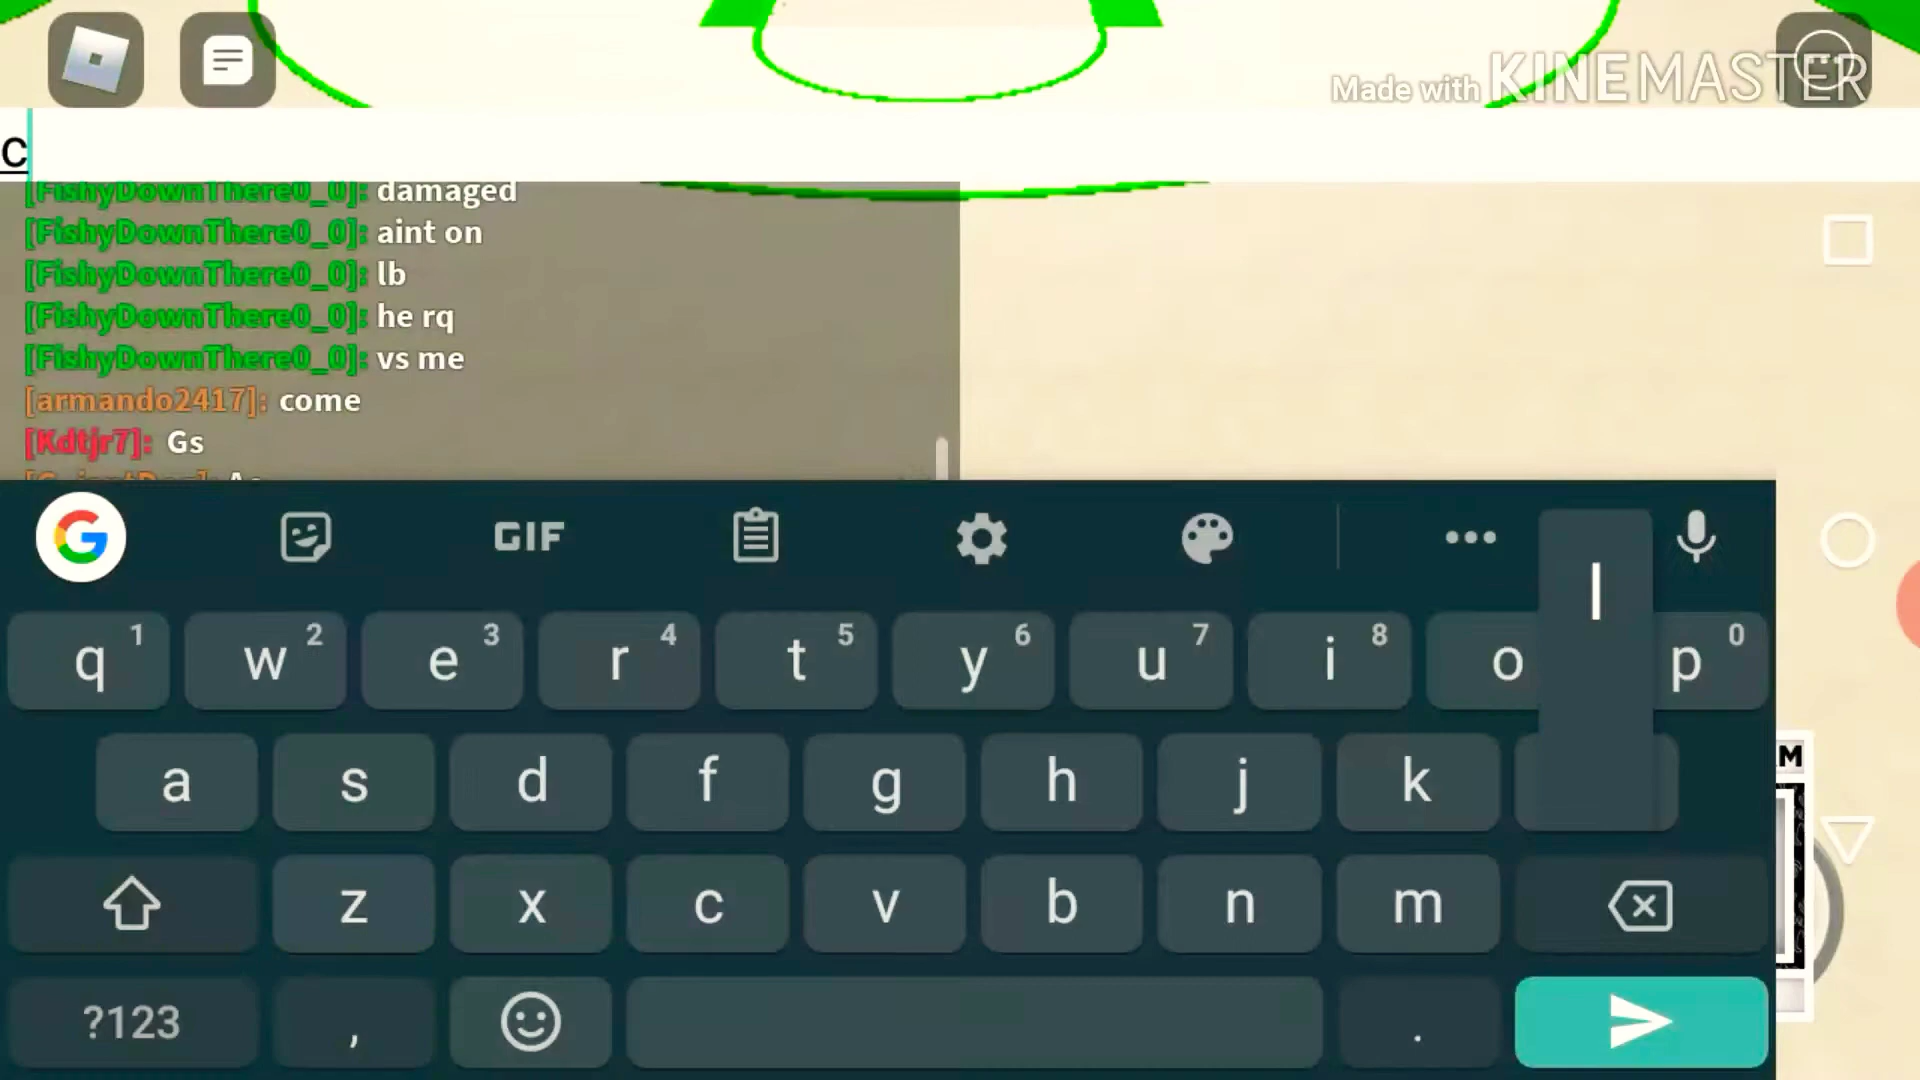 Made with KINEMASTER
c
[FishyDownThere0_0]: damaged
[FishyDownThere0_0]: aint on
[FishyDownThere0_0]: lb
[FishyDownThere0_0]: he rq
[FishyDownThere0_0]: vs me
[armando2417]: come
[Kdtjr7]: Gs
G GIF
l
q 1 w 2 e 3 r 4 t 5 y 6 u 7 i 8 o p 0
a s d f g h j k
M
z x c v b n m
?123 , .